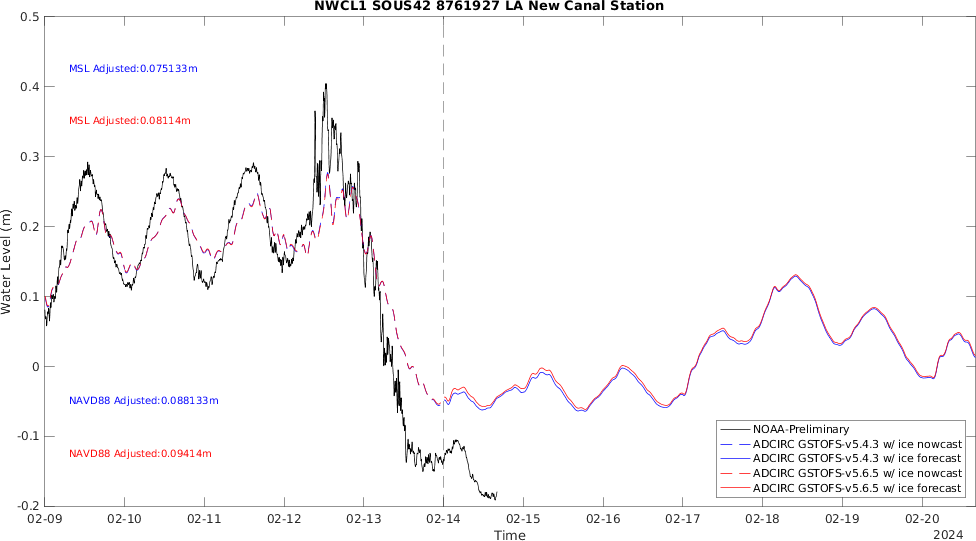 NWCL1 SOUS42 8761927 LA New Canal Station
0.5
MSL Adjusted:0.075133m
0.4
MSL Adjusted:0.08114m
0.3
0.2
Water Level (m)
0.1
0
NAVD88 Adjusted:0.088133m
-0.1
NAVD88 Adjusted:0.09414m
NOAA-Preliminary
ADCIRC GSTOFS-v5.4.3 w/ ice nowcast
ADCIRC GSTOFS-v5.4.3 w/ ice forecast
ADCIRC GSTOFS-v5.6.5 w/ ice nowcast
ADCIRC GSTOFS-v5.6.5 w/ ice forecast
-0.2
02-09 02-10 02-11 02-12 02-13 02-14 02-15 02-16 02-17 02-18 02-19 02-20
Time
2024